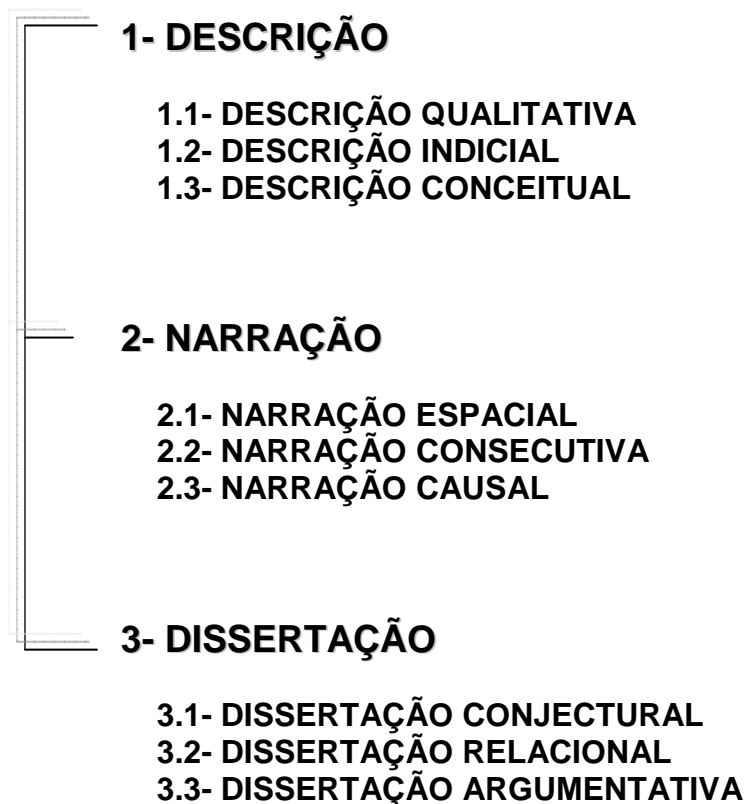 1- DESCRIÇÃO
1.1- DESCRIÇÃO QUALITATIVA
1.2- DESCRIÇÃO INDICIAL
1.3- DESCRIÇÃO CONCEITUAL
2- NARRAÇÃO
2.1- NARRAÇÃO ESPACIAL
2.2- NARRAÇÃO CONSECUTIVA
2.3- NARRAÇÃO CAUSAL
3- DISSERTAÇÃO
3.1- DISSERTAÇÃO CONJECTURAL
3.2- DISSERTAÇÃO RELACIONAL
3.3- DISSERTAÇÃO ARGUMENTATIVA